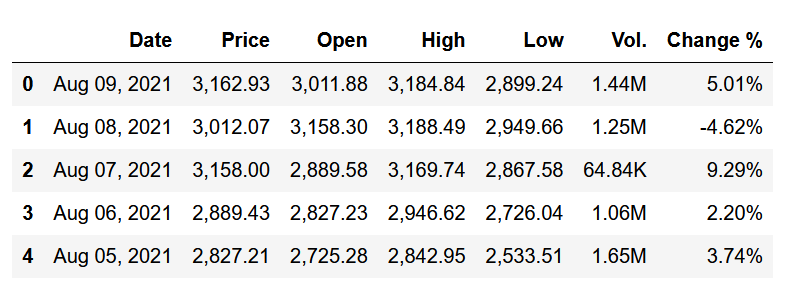 Date Price Open High Low Vol. Change %
0 Aug 09, 2021 3,162.93 3,011.88 3,184.84 2,899.24 1.44M 5.01%
1 Aug 08, 2021 3,012.07 3,158.30 3,188.49 2,949.66 1.25M -4.62%
2 Aug 07, 2021 3,158.00 2,889.58 3,169.74 2,867.58 64.84K 9.29%
3 Aug 06, 2021 2,889.43 2,827.23 2,946.62 2,726.04 1.06M 2.20%
4 Aug 05, 2021 2,827.21 2,725.28 2,842.95 2,533.51 1.65M 3.74%